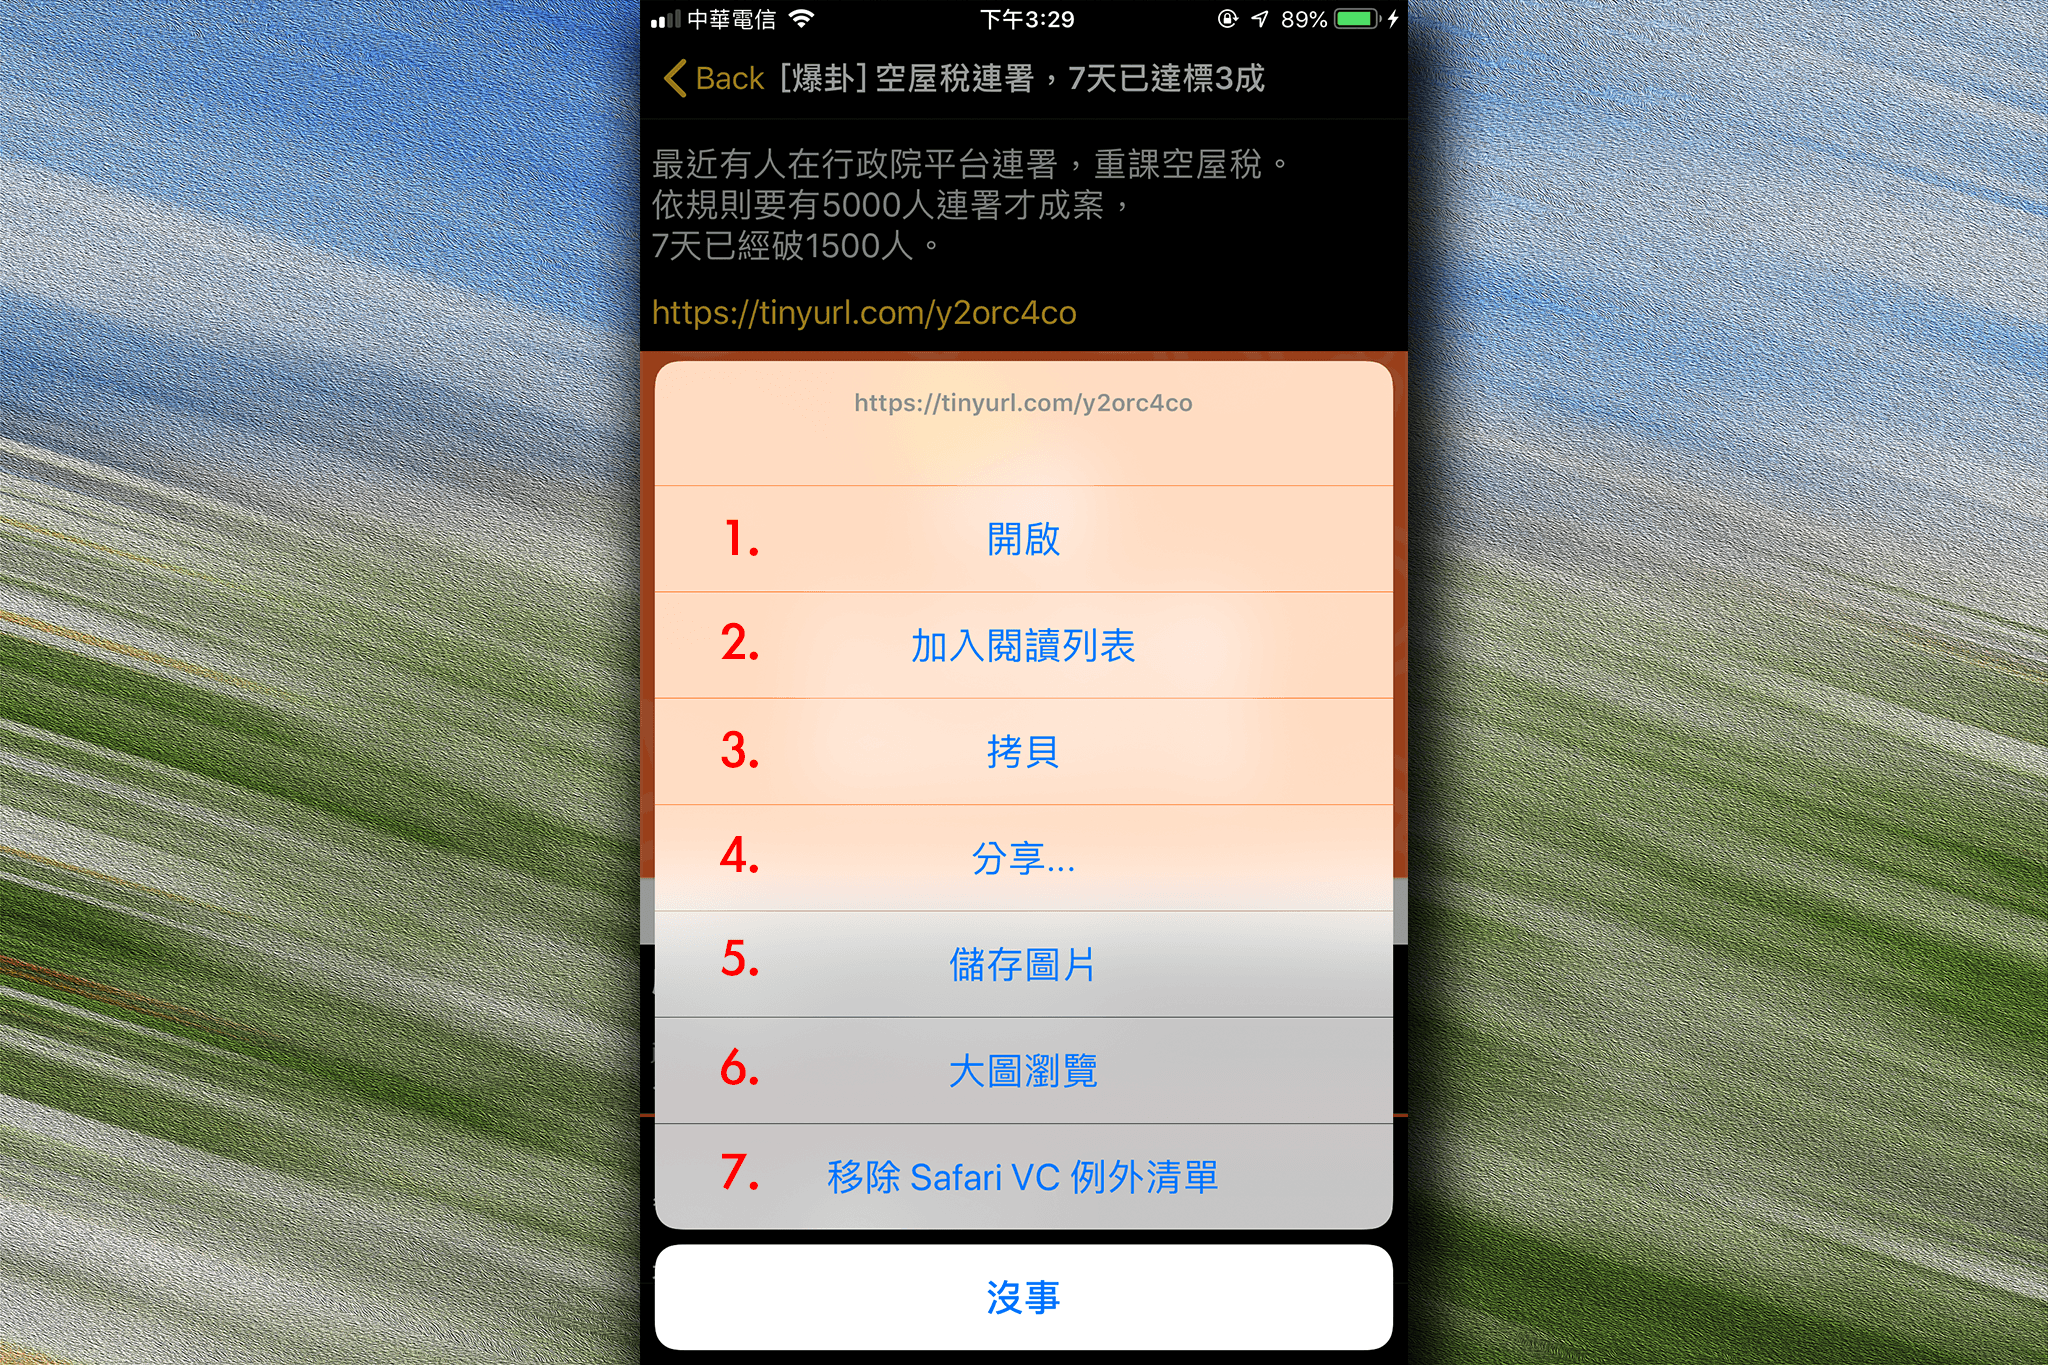 中華電信 下午3:29 89%
Back [爆卦] 空屋稅連署，7天已達標3成
最近有人在行政院平台連署，重課空屋稅。
依規則要有5000人連署才成案，
7天已經破1500人。
https://tinyurl.com/y2orc4co
https://tinyurl.com/y2orc4co
1. 開啟
2. 加入閱讀列表
3. 拷貝
4. 分享...
5. 儲存圖片
6. 大圖瀏覽
7. 移除 Safari VC 例外清單
沒事